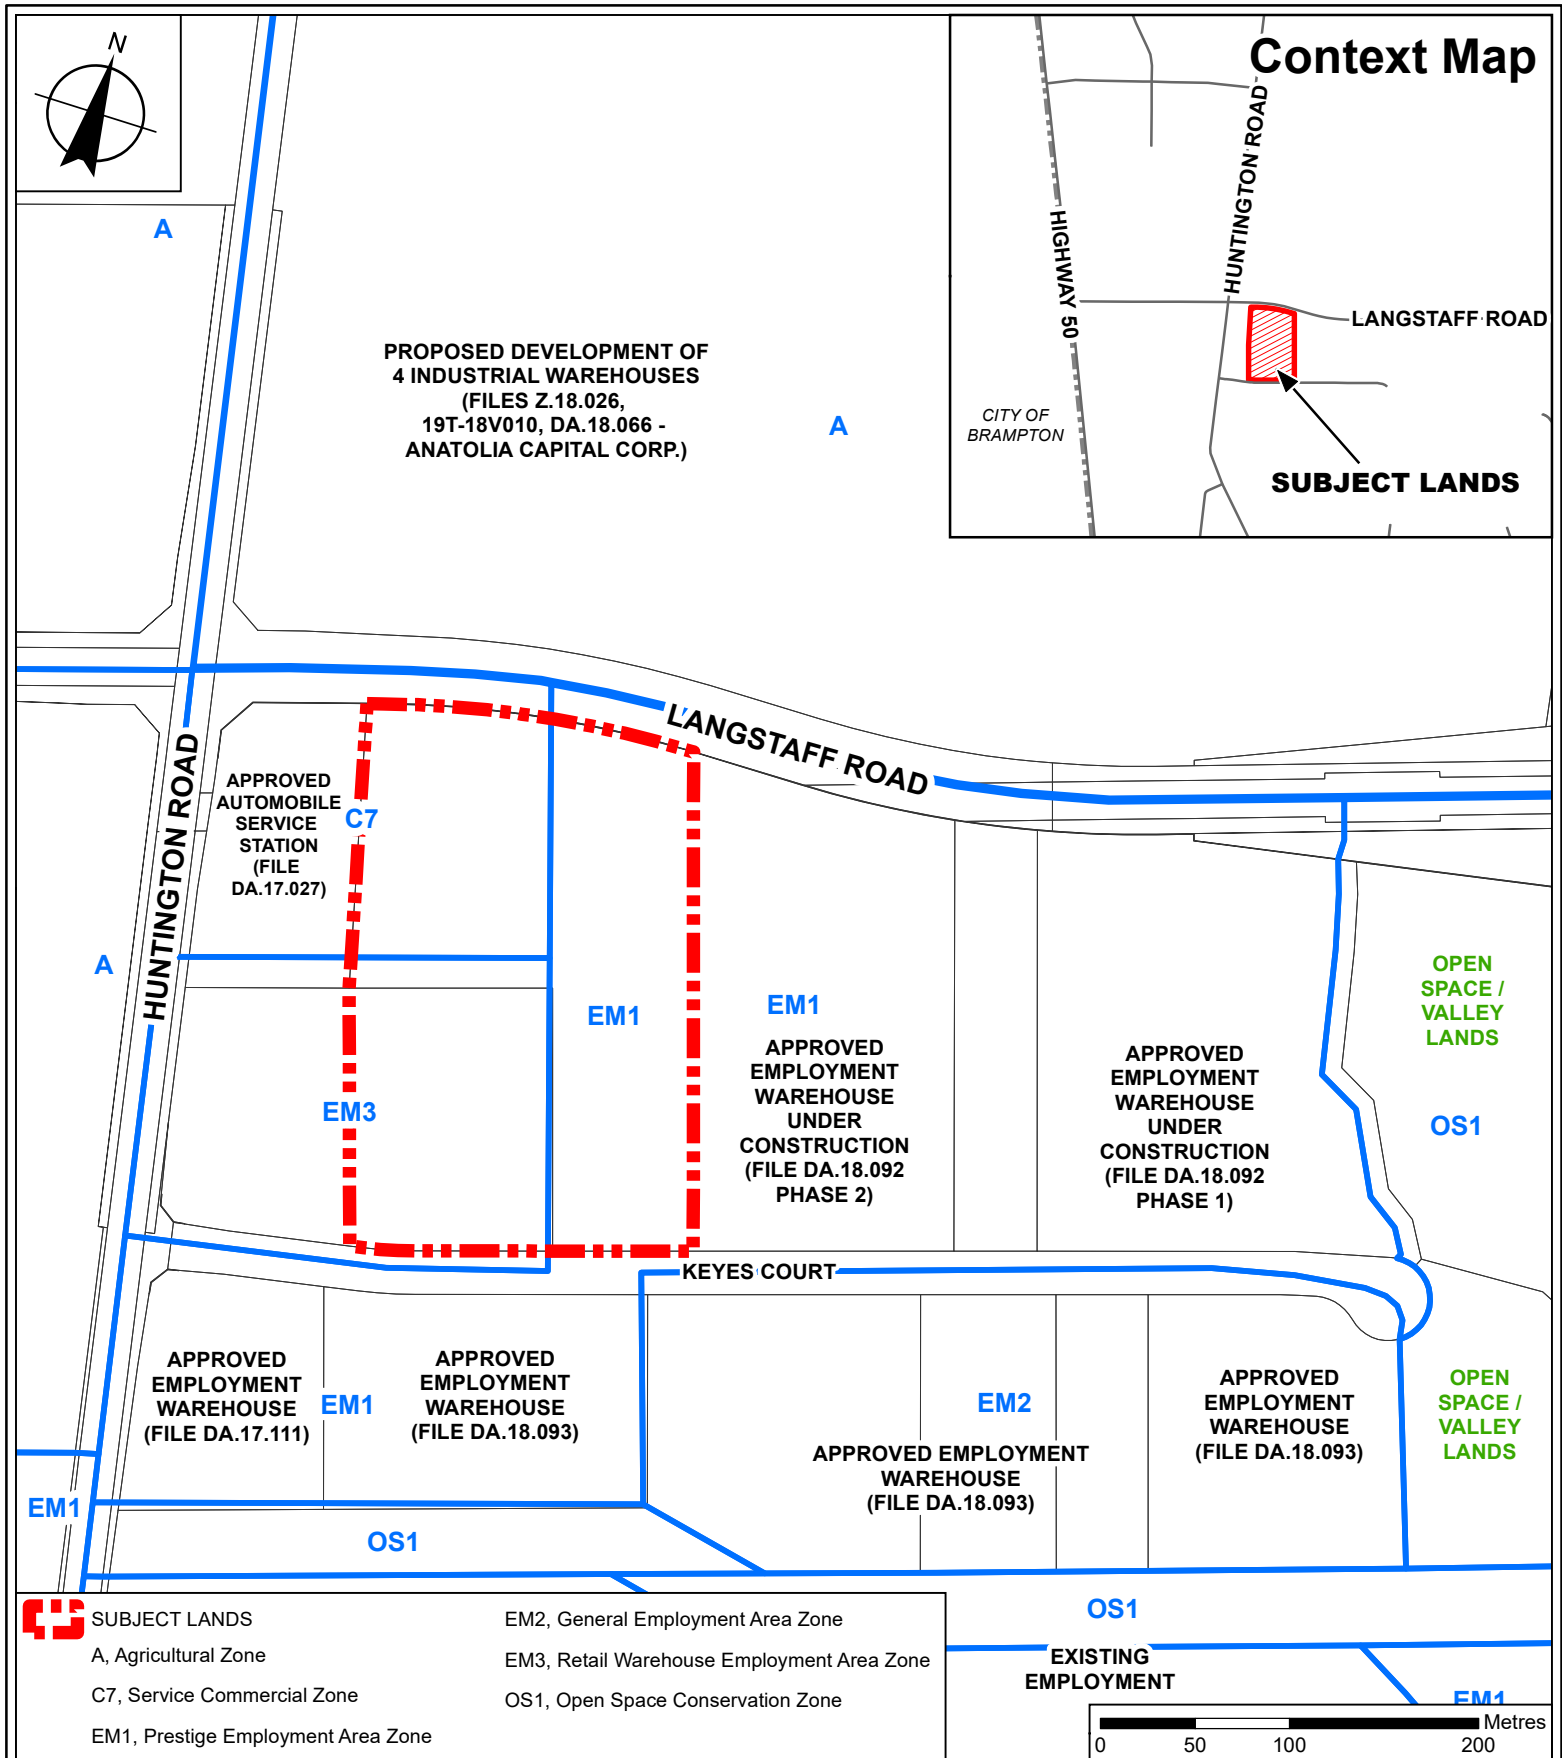 N
Context Map
HUNTINGTON ROAD
HIGHWAY 50
LANGSTAFF ROAD
CITY OF
BRAMPTON
SUBJECT LANDS
A
PROPOSED DEVELOPMENT OF
4 INDUSTRIAL WAREHOUSES
(FILES Z.18.026,
19T-18V010, DA.18.066 -
ANATOLIA CAPITAL CORP.)
A
LANGSTAFF ROAD
HUNTINGTON ROAD
APPROVED
AUTOMOBILE
SERVICE
STATION
(FILE
DA.17.027)
C7
A
EM3
EM1
EM1
APPROVED
EMPLOYMENT
WAREHOUSE
UNDER
CONSTRUCTION
(FILE DA.18.092
PHASE 2)
APPROVED
EMPLOYMENT
WAREHOUSE
UNDER
CONSTRUCTION
(FILE DA.18.092
PHASE 1)
OPEN
SPACE /
VALLEY
LANDS
OS1
KEYES COURT
APPROVED
EMPLOYMENT
WAREHOUSE
(FILE DA.17.111)
EM1
APPROVED
EMPLOYMENT
WAREHOUSE
(FILE DA.18.093)
EM2
APPROVED EMPLOYMENT
WAREHOUSE
(FILE DA.18.093)
APPROVED
EMPLOYMENT
WAREHOUSE
(FILE DA.18.093)
OPEN
SPACE /
VALLEY
LANDS
EM1
OS1
OS1
EXISTING
EMPLOYMENT
EM1
SUBJECT LANDS
A, Agricultural Zone
C7, Service Commercial Zone
EM1, Prestige Employment Area Zone
EM2, General Employment Area Zone
EM3, Retail Warehouse Employment Area Zone
OS1, Open Space Conservation Zone
Metres
0 50 100 200